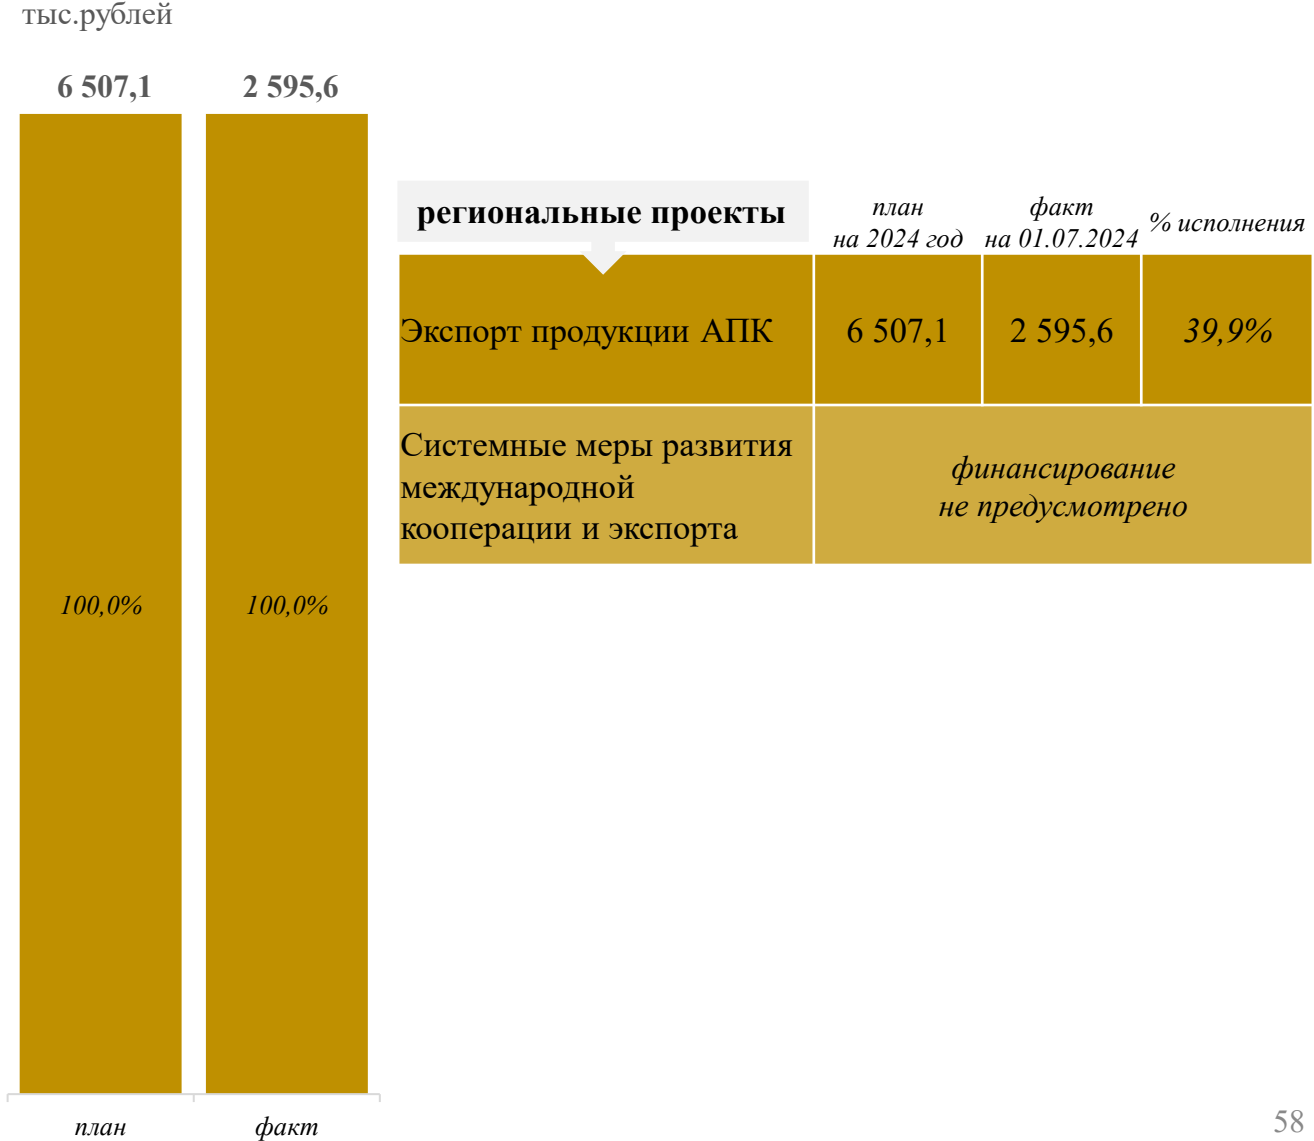 тыс.рублей
6 507,1
2 595,6
100,0%
100,0%
план
факт
региональные проекты
план
на 2024 год
факт
на 01.07.2024
% исполнения
Экспорт продукции АПК
6 507,1
2 595,6
39,9%
Системные меры развития
международной
кооперации и экспорта
финансирование
не предусмотрено
58